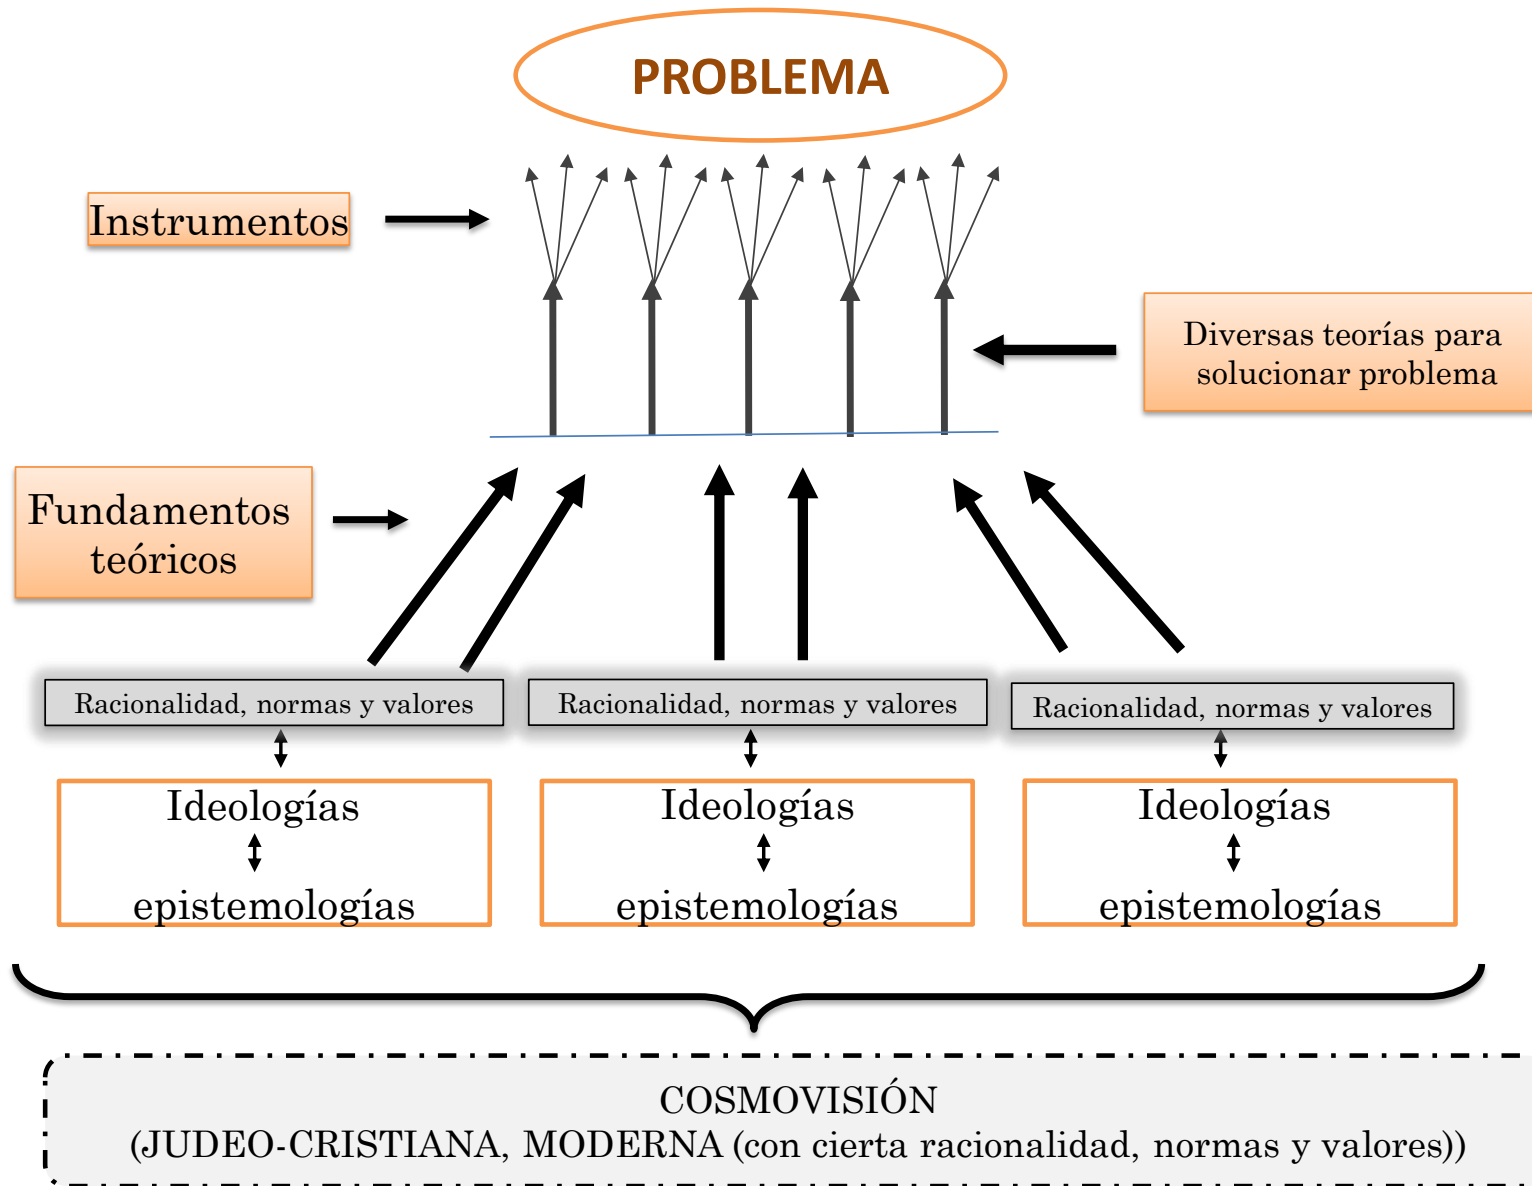 PROBLEMA
Instrumentos
Diversas teorías para
solucionar problema
Fundamentos
teóricos
Racionalidad, normas y valores
Racionalidad, normas y valores
Racionalidad, normas y valores
Ideologías
epistemologías
Ideologías
epistemologías
Ideologías
epistemologías
COSMOVISIÓN
(JUDEO-CRISTIANA, MODERNA (con cierta racionalidad, normas y valores))